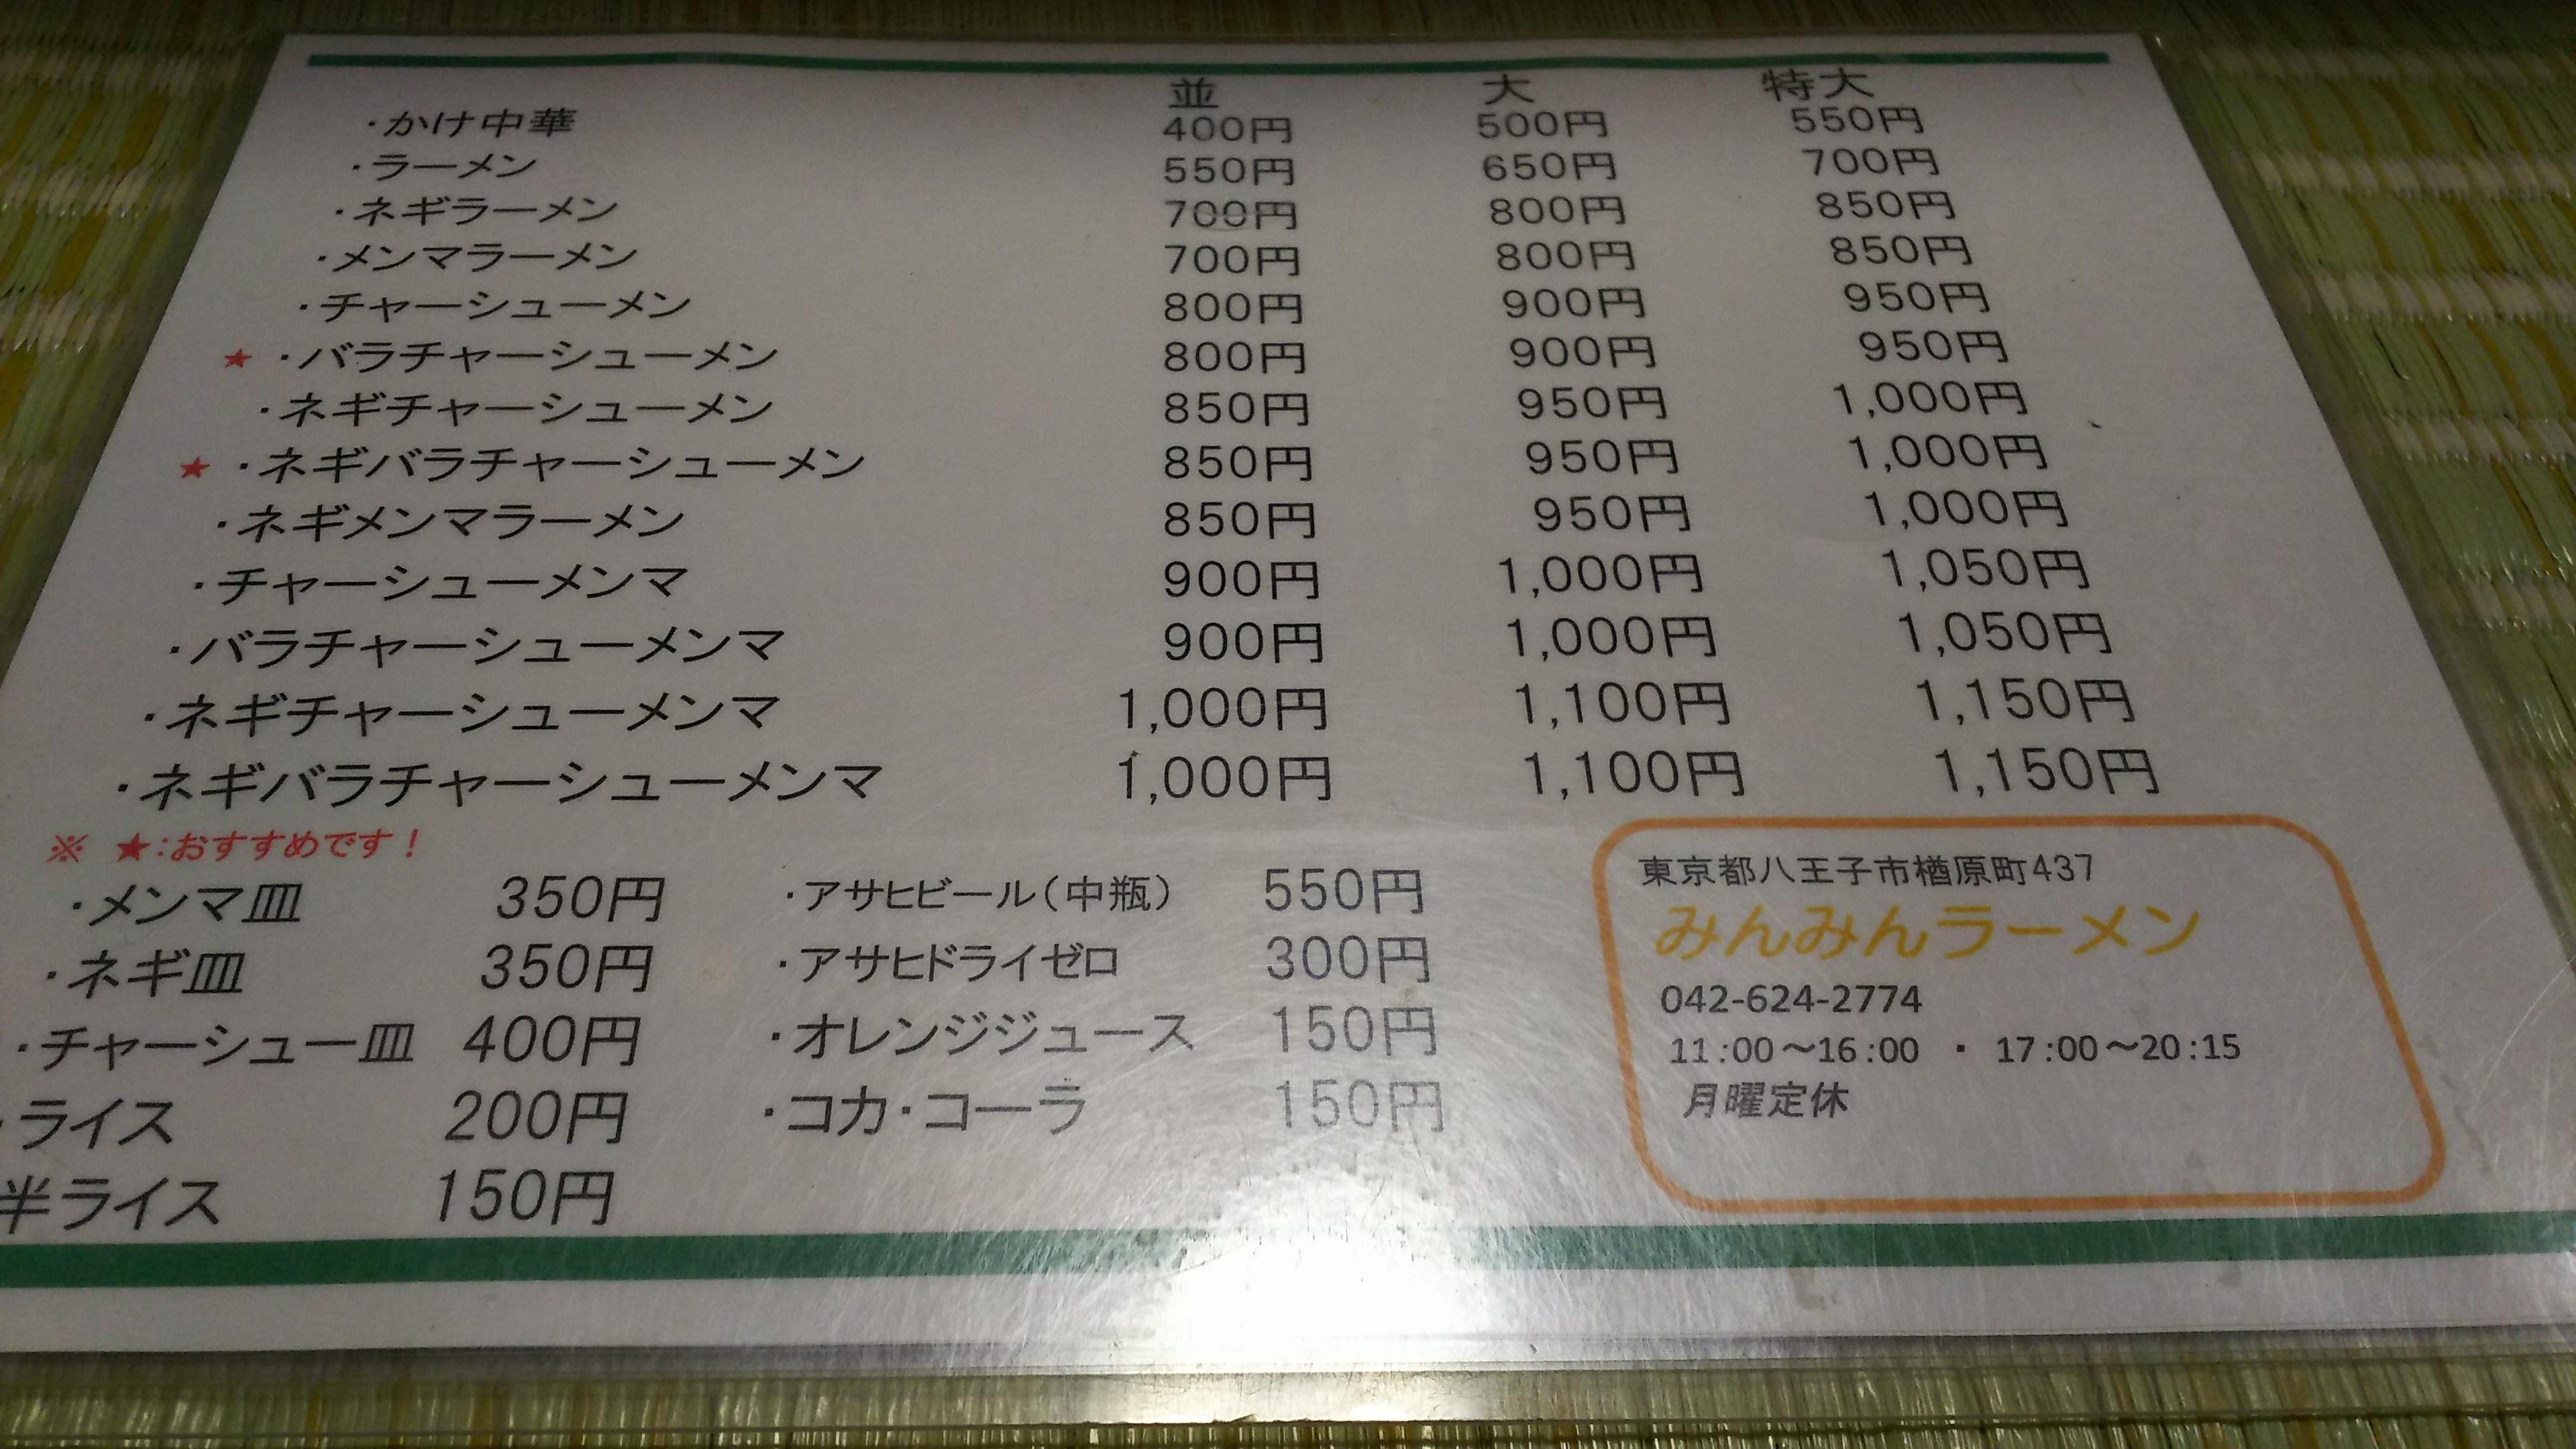 並 大 特大
・かけ中華 400円 500円 550円
・ラーメン 550円 650円 700円
・ネギラーメン 700円 800円 850円
・メンマラーメン 700円 800円 850円
・チャーシューメン 800円 900円 950円
★・バラチャーシューメン 800円 900円 950円
・ネギチャーシューメン 850円 950円 1,000円
★・ネギバラチャーシューメン 850円 950円 1,000円
・ネギメンマラーメン 850円 950円 1,000円
・チャーシューメンマ 900円 1,000円 1,050円
・バラチャーシューメンマ 900円 1,000円 1,050円
・ネギチャーシューメンマ 1,000円 1,100円 1,150円
・ネギバラチャーシューメンマ 1,000円 1,100円 1,150円
※ ★:おすすめです!
・メンマ皿 350円 ・アサヒビール(中瓶) 550円
・ネギ皿 350円 ・アサヒドライゼロ 300円
・チャーシュー皿 400円 ・オレンジジュース 150円
・ライス 200円 ・コカ・コーラ 150円
半ライス 150円
東京都八王子市楢原町437
みんみんラーメン
042-624-2774
11:00～16:00 ・ 17:00～20:15
月曜定休